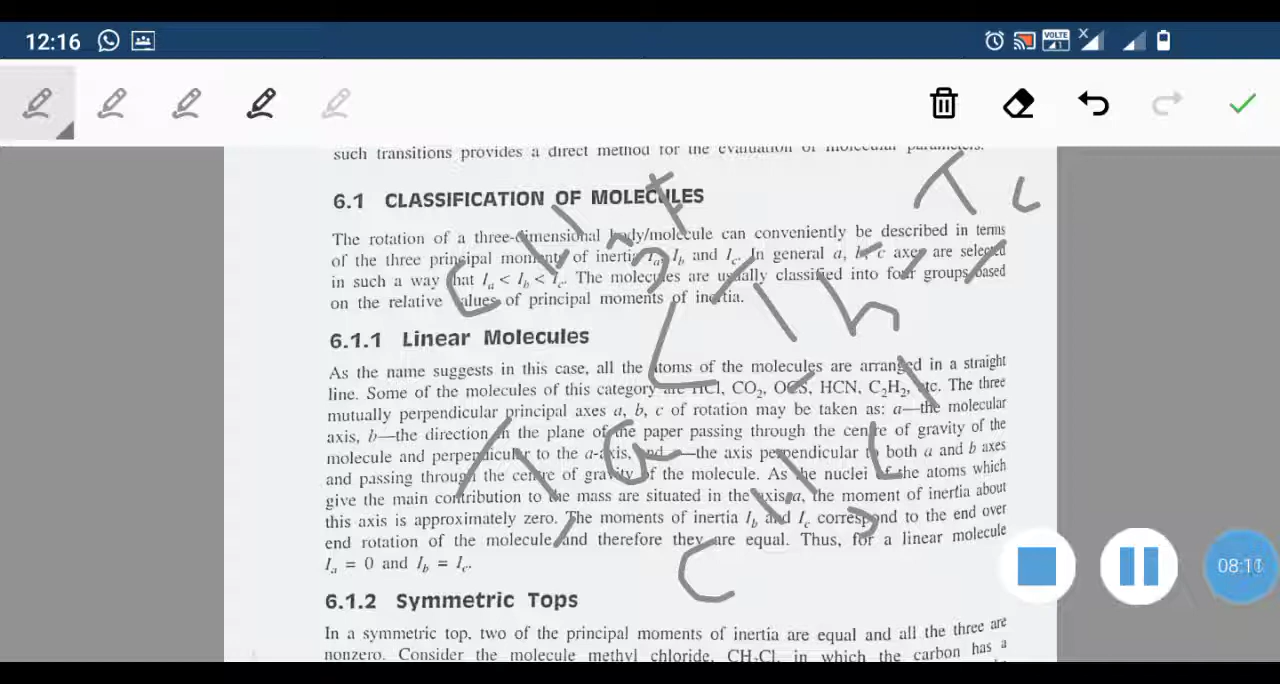 12:16
VOLTE
such transitions provides a direct method for the evaluation of molecular parameters.
6.1 CLASSIFICATION OF MOLECULES
The rotation of a three-dimensional body/molecule can conveniently be described in terms
of the three principal moments of inertia Iₐ, I_b and I_c. In general a, b, c axes are selected
in such a way that Iₐ < I_b < I_c. The molecules are usually classified into four groups based
on the relative values of principal moments of inertia.
6.1.1 Linear Molecules
As the name suggests in this case, all the atoms of the molecules are arranged in a straight
line. Some of the molecules of this category are HCl, CO₂, OCS, HCN, C₂H₂, etc. The three
mutually perpendicular principal axes a, b, c of rotation may be taken as: a—the molecular
axis, b—the direction in the plane of the paper passing through the centre of gravity of the
molecule and perpendicular to the a-axis, and c—the axis perpendicular to both a and b axes
and passing through the centre of gravity of the molecule. As the nuclei of the atoms which
give the main contribution to the mass are situated in the axis a, the moment of inertia about
this axis is approximately zero. The moments of inertia I_b and I_c correspond to the end over
end rotation of the molecule and therefore they are equal. Thus, for a linear molecule
Iₐ = 0 and I_b = I_c.
6.1.2 Symmetric Tops
In a symmetric top, two of the principal moments of inertia are equal and all the three are
nonzero. Consider the molecule methyl chloride, CH₃Cl, in which the carbon has a
08:11